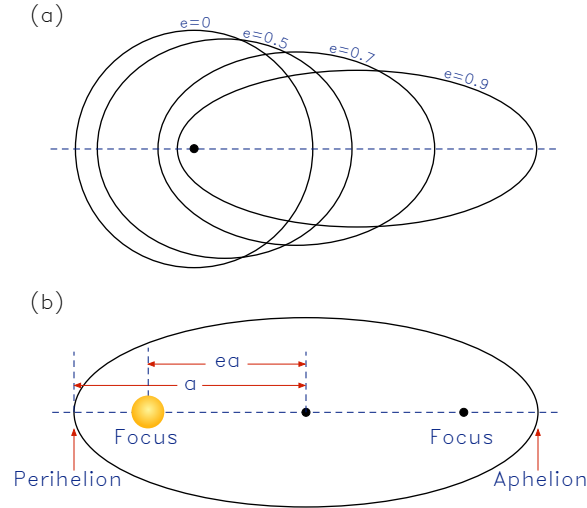 (a)
e=0
e=0.5
e=0.7
e=0.9
(b)
ea
a
Focus
Focus
Perihelion
Aphelion